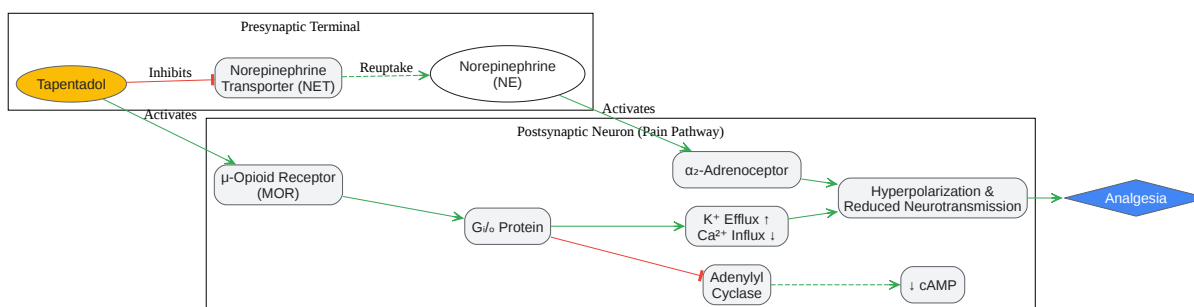 Presynaptic Terminal
Tapentadol
Inhibits
Norepinephrine
Transporter (NET)
Reuptake
Norepinephrine
(NE)
Activates
Activates
Postsynaptic Neuron (Pain Pathway)
μ-Opioid Receptor
(MOR)
α₂-Adrenoceptor
Hyperpolarization &
Reduced Neurotransmission
Analgesia
Gᵢ/ₒ Protein
K⁺ Efflux ↑
Ca²⁺ Influx ↓
Adenylyl
Cyclase
↓ cAMP